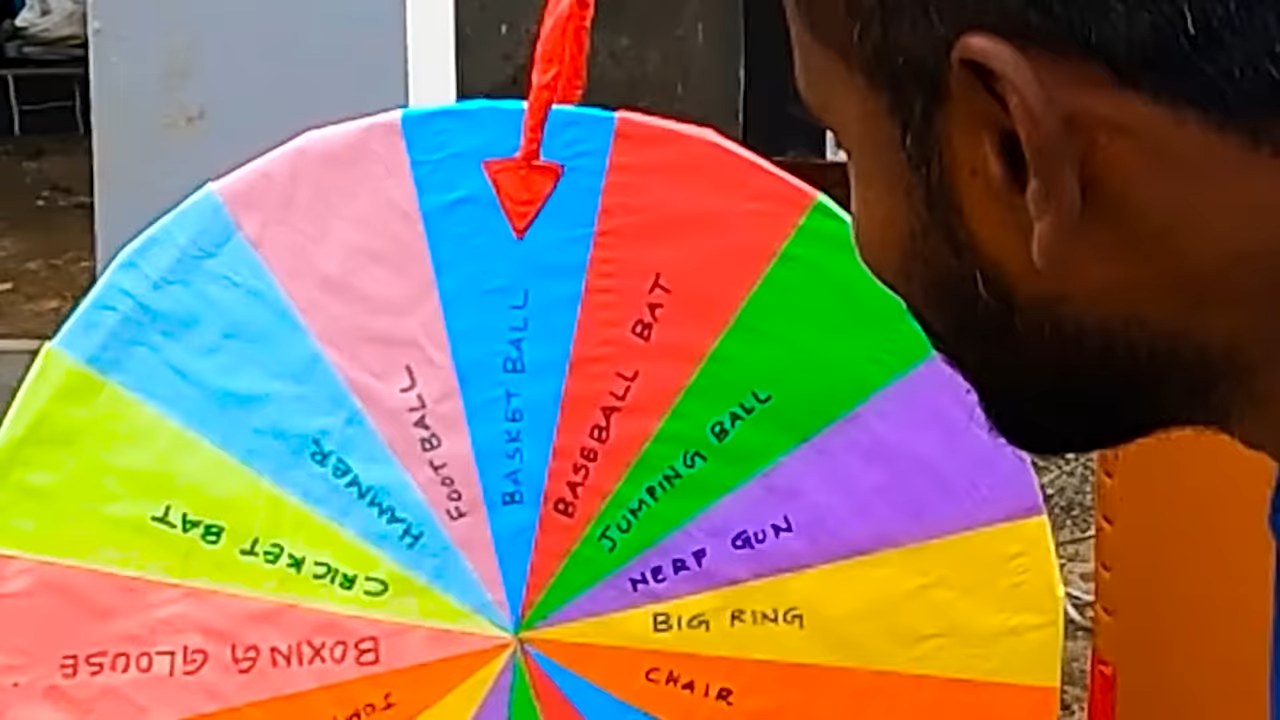 BOXING GLOUSE
CRICKET BAT
HAMMER
FOOTBALL
BASKET BALL
BASEBALL BAT
JUMPING BALL
NERF GUN
BIG RING
CHAIR